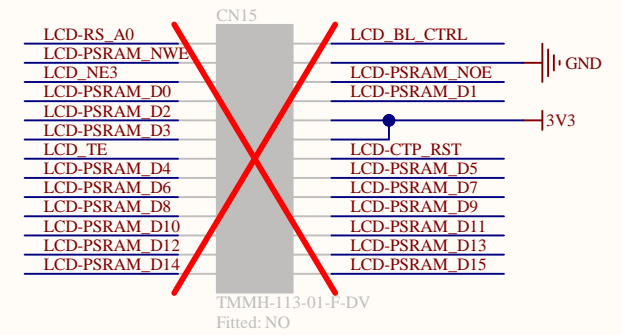 CN15
LCD-RS_A0 LCD_BL_CTRL
LCD-PSRAM_NWE GND
LCD_NE3 LCD-PSRAM_NOE
LCD-PSRAM_D0 LCD-PSRAM_D1
LCD-PSRAM_D2 3V3
LCD-PSRAM_D3
LCD_TE LCD-CTP_RST
LCD-PSRAM_D4 LCD-PSRAM_D5
LCD-PSRAM_D6 LCD-PSRAM_D7
LCD-PSRAM_D8 LCD-PSRAM_D9
LCD-PSRAM_D10 LCD-PSRAM_D11
LCD-PSRAM_D12 LCD-PSRAM_D13
LCD-PSRAM_D14 LCD-PSRAM_D15
TMMH-113-01-F-DV
Fitted: NO